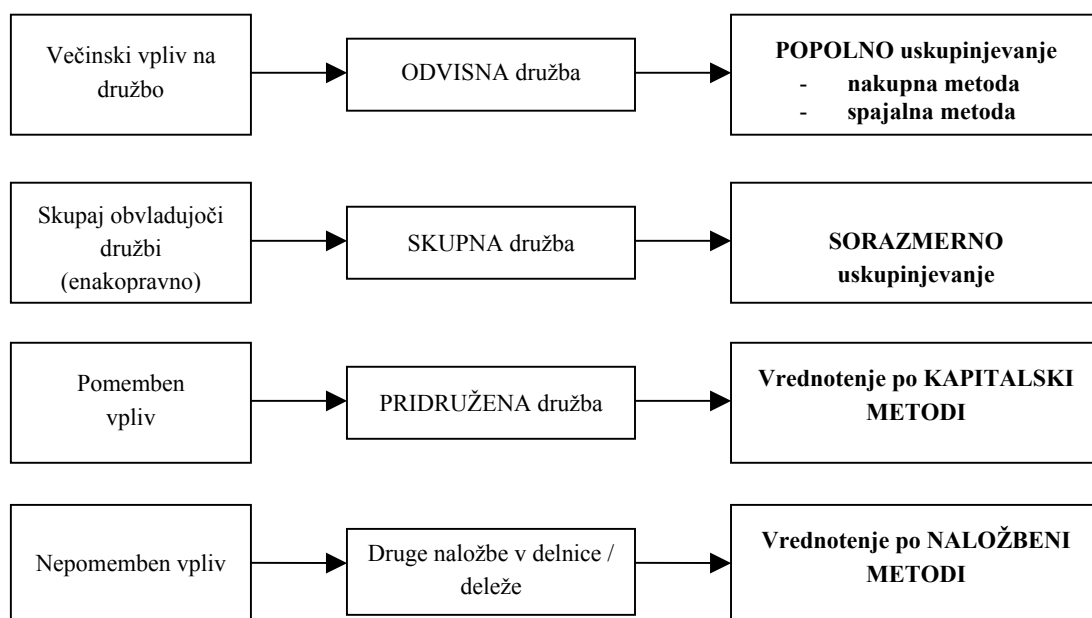 Večinski vpliv na
družbo
ODVISNA družba
POPOLNO uskupinjevanje
- nakupna metoda
- spajalna metoda
Skupaj obvladujoči
družbi
(enakopravno)
SKUPNA družba
SORAZMERNO
uskupinjevanje
Pomemben
vpliv
PRIDRUŽENA družba
Vrednotenje po KAPITALSKI
METODI
Nepomemben vpliv
Druge naložbe v delnice /
deleže
Vrednotenje po NALOŽBENI
METODI